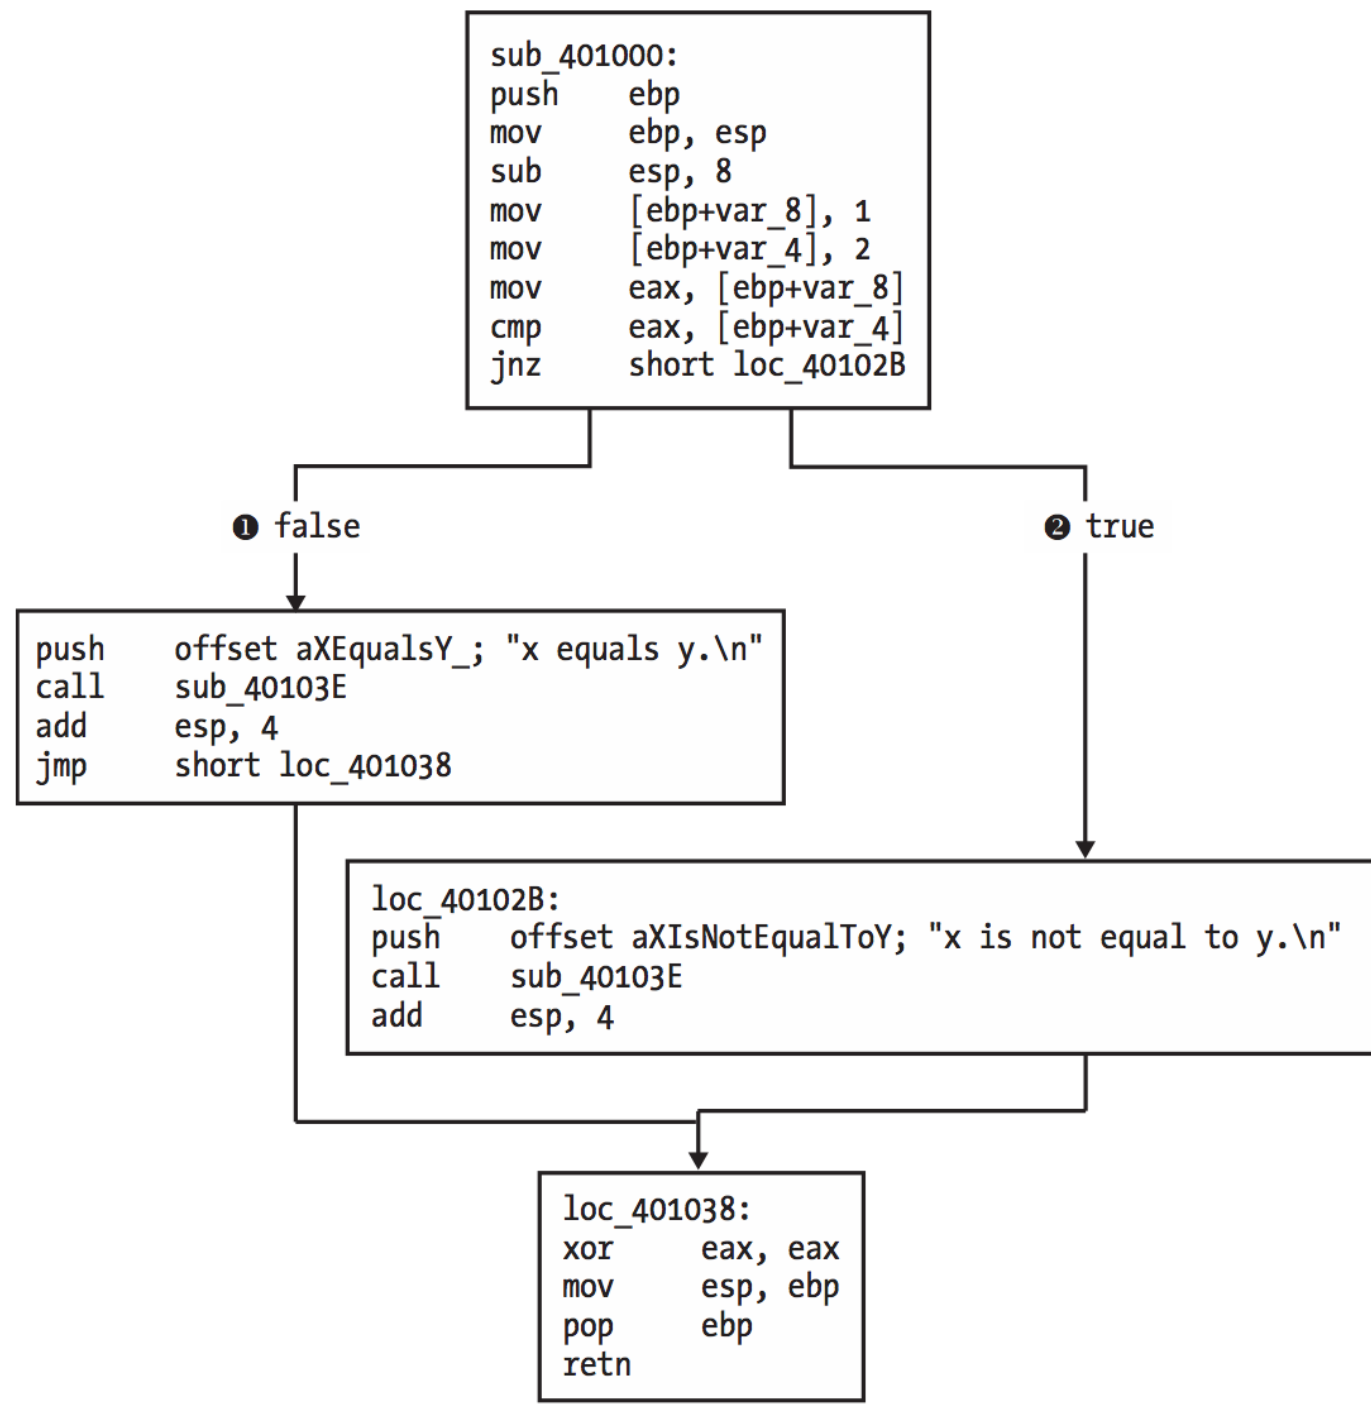 sub_401000:
push ebp
mov ebp, esp
sub esp, 8
mov [ebp+var_8], 1
mov [ebp+var_4], 2
mov eax, [ebp+var_8]
cmp eax, [ebp+var_4]
jnz short loc_40102B
❶ false
❷ true
push offset aXEqualsY_; "x equals y.\n"
call sub_40103E
add esp, 4
jmp short loc_401038
loc_40102B:
push offset aXIsNotEqualToY; "x is not equal to y.\n"
call sub_40103E
add esp, 4
loc_401038:
xor eax, eax
mov esp, ebp
pop ebp
retn